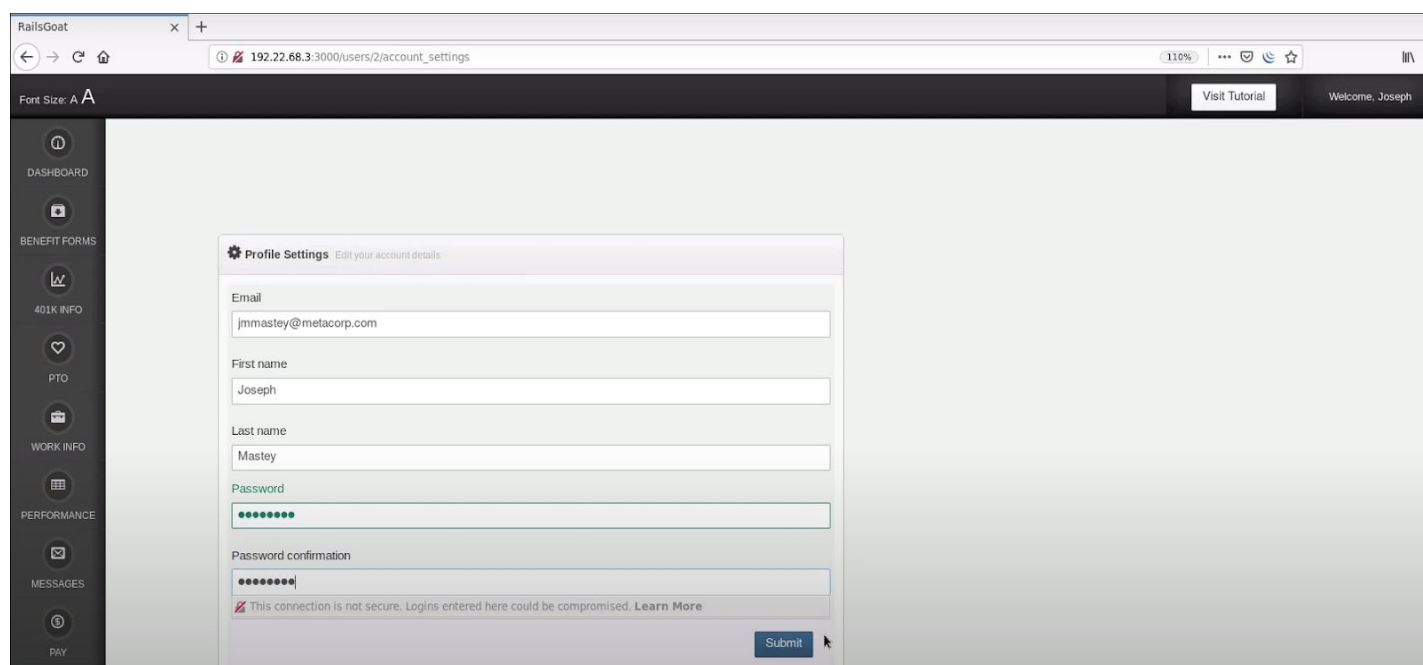 RailsGoat
192.22.68.3:3000/users/2/account_settings
110%
Font Size: A A
Visit Tutorial
Welcome, Joseph
DASHBOARD
BENEFIT FORMS
401K INFO
PTO
WORK INFO
PERFORMANCE
MESSAGES
PAY
Profile Settings Edit your account details
Email
jmmastey@metacorp.com
First name
Joseph
Last name
Mastey
Password
••••••••
Password confirmation
••••••••
This connection is not secure. Logins entered here could be compromised. Learn More
Submit